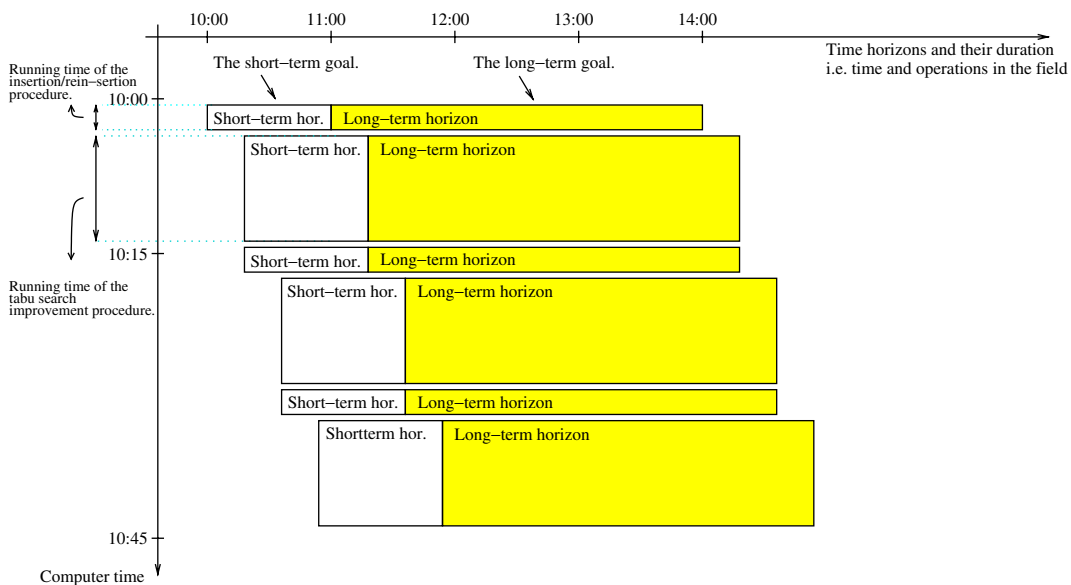 10:00 11:00 12:00 13:00 14:00
Time horizons and their duration
i.e. time and operations in the field
The short−term goal. The long−term goal.
Running time of the
insertion/rein−sertion
procedure.
10:00
Short−term hor. Long−term horizon
Short−term hor. Long−term horizon
10:15
Short−term hor. Long−term horizon
Running time of the
tabu search
improvement procedure.
Short−term hor. Long−term horizon
Short−term hor. Long−term horizon
Shortterm hor. Long−term horizon
10:45
Computer time